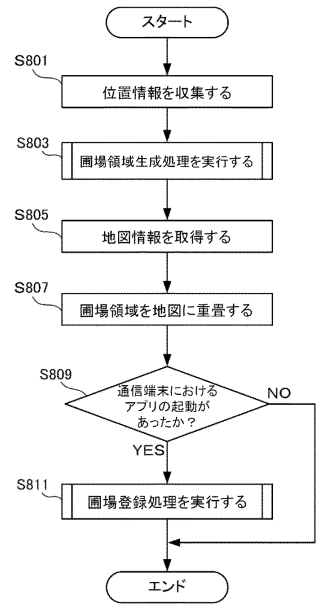 スタート
S801
位置情報を収集する
S803
圃場領域生成処理を実行する
S805
地図情報を取得する
S807
圃場領域を地図に重畳する
S809
通信端末における
アプリの起動が
あったか?
NO
YES
S811
圃場登録処理を実行する
エンド